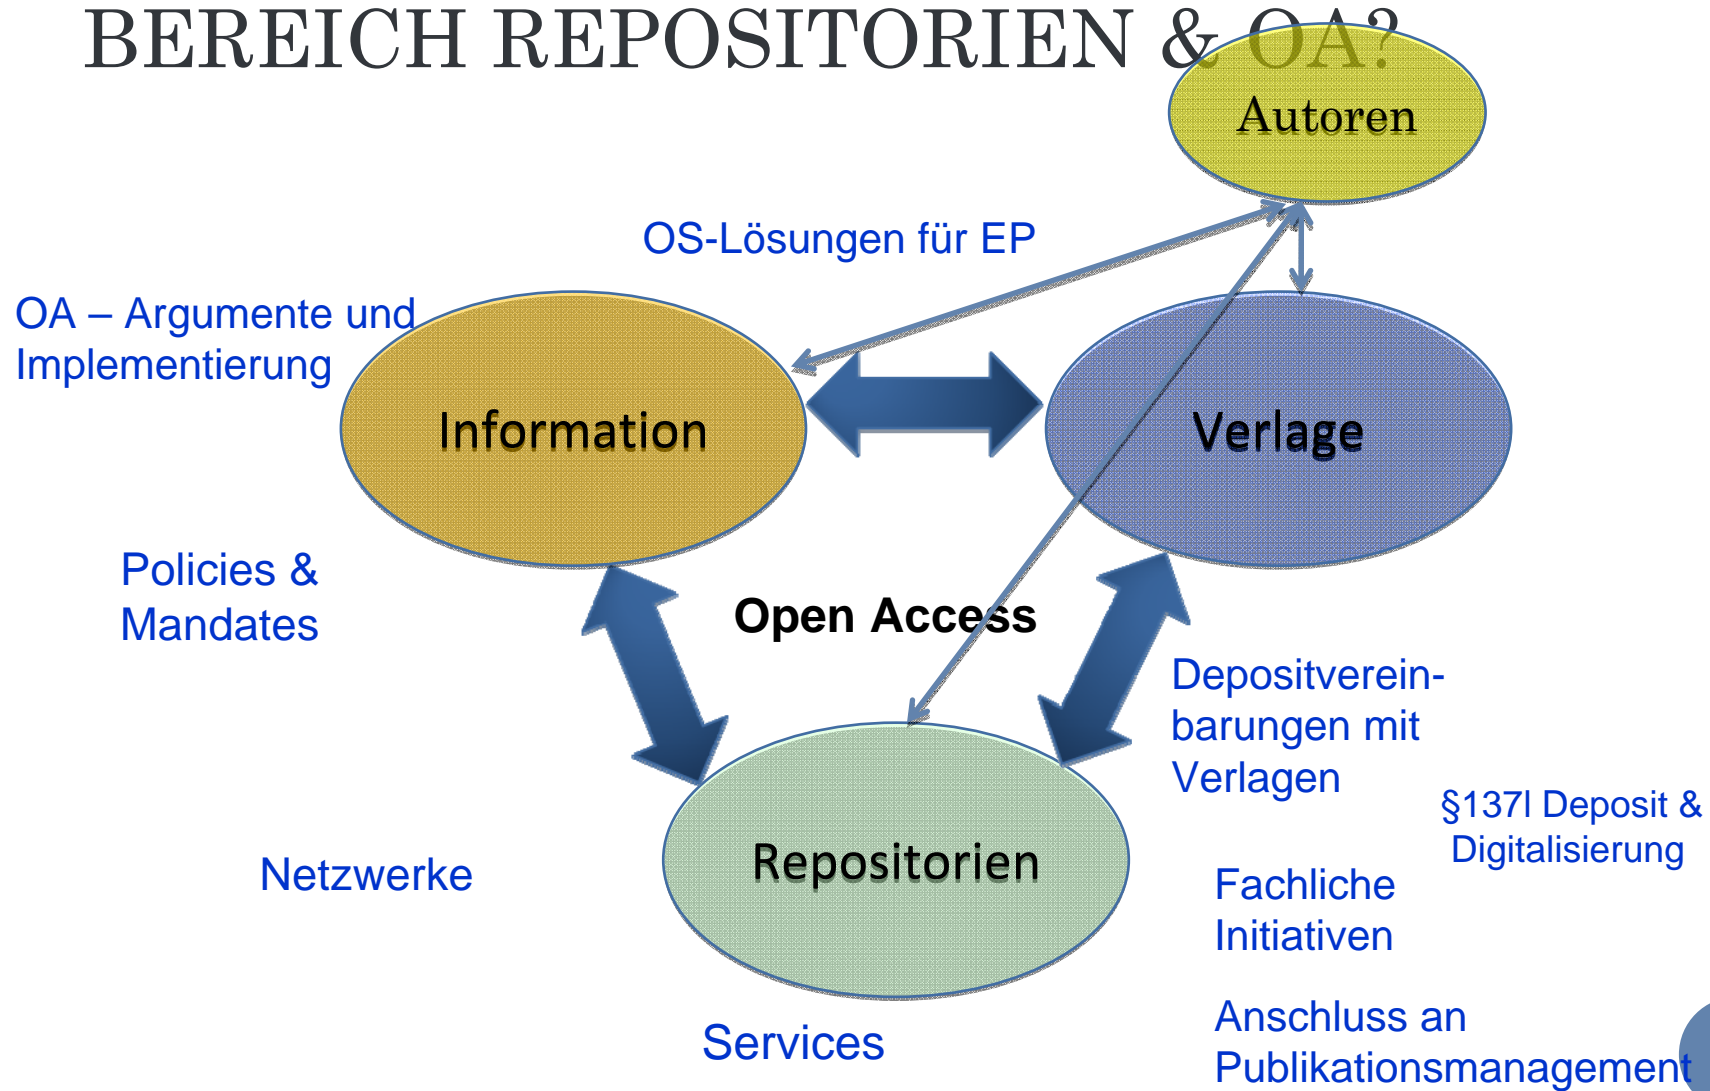 BEREICH REPOSITORIEN & OA?
Autoren
OS-Lösungen für EP
OA – Argumente und
Implementierung
Information
Verlage
Policies &
Mandates
Open Access
Depositverein-
barungen mit
Verlagen
§137l Deposit &
Digitalisierung
Repositorien
Netzwerke
Fachliche
Initiativen
Services
Anschluss an
Publikationsmanagement